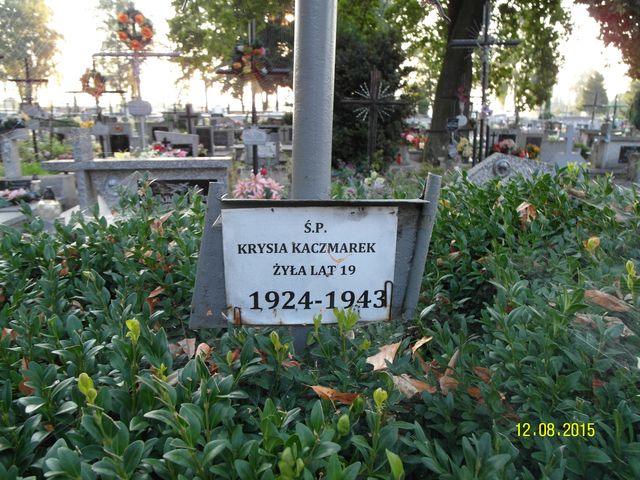 Ś.P.
KRYSIA KACZMAREK
ŻYŁA LAT 19
1924-1943
12.08.2015